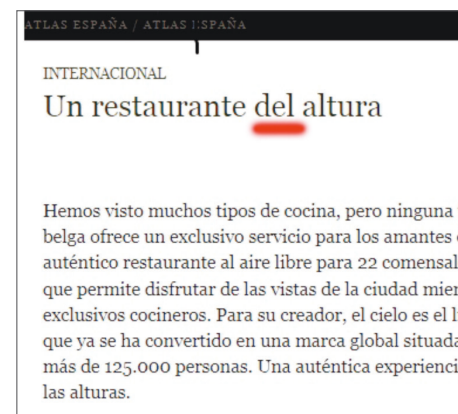 ATLAS ESPAÑA / ATLAS ESPAÑA
INTERNACIONAL
Un restaurante del altura
Hemos visto muchos tipos de cocina, pero ninguna
belga ofrece un exclusivo servicio para los amantes
auténtico restaurante al aire libre para 22 comensal
que permite disfrutar de las vistas de la ciudad mien
exclusivos cocineros. Para su creador, el cielo es el l
que ya se ha convertido en una marca global situada
más de 125.000 personas. Una auténtica experienci
las alturas.